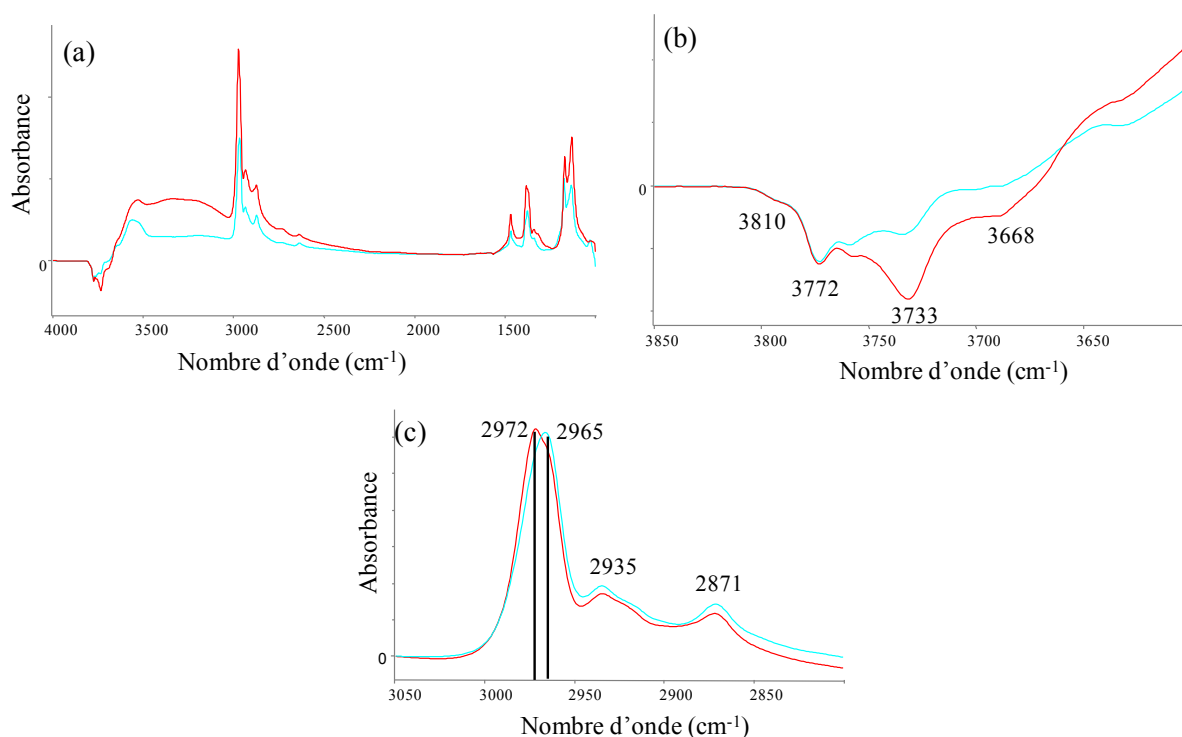 (a)
Absorbance
0
4000 3500 3000 2500 2000 1500
Nombre d'onde (cm-1)
(b)
0
3810
3772
3733
3668
3850 3800 3750 3700 3650
Nombre d'onde (cm-1)
(c)
2972 2965
2935
2871
Absorbance
0
3050 3000 2950 2900 2850
Nombre d'onde (cm-1)